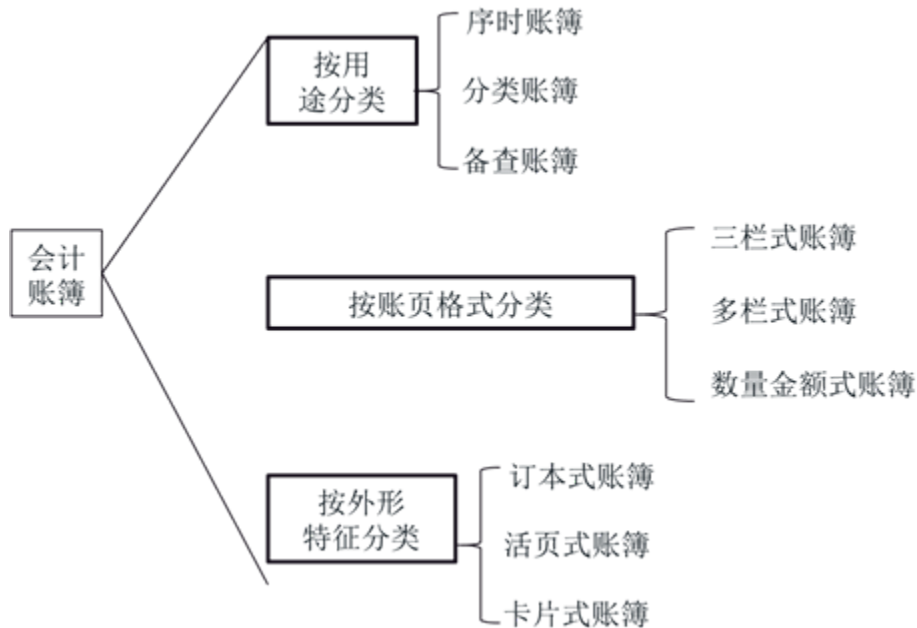 会计
账簿
按用
途分类
序时账簿
分类账簿
备查账簿
按账页格式分类
三栏式账簿
多栏式账簿
数量金额式账簿
按外形
特征分类
订本式账簿
活页式账簿
卡片式账簿